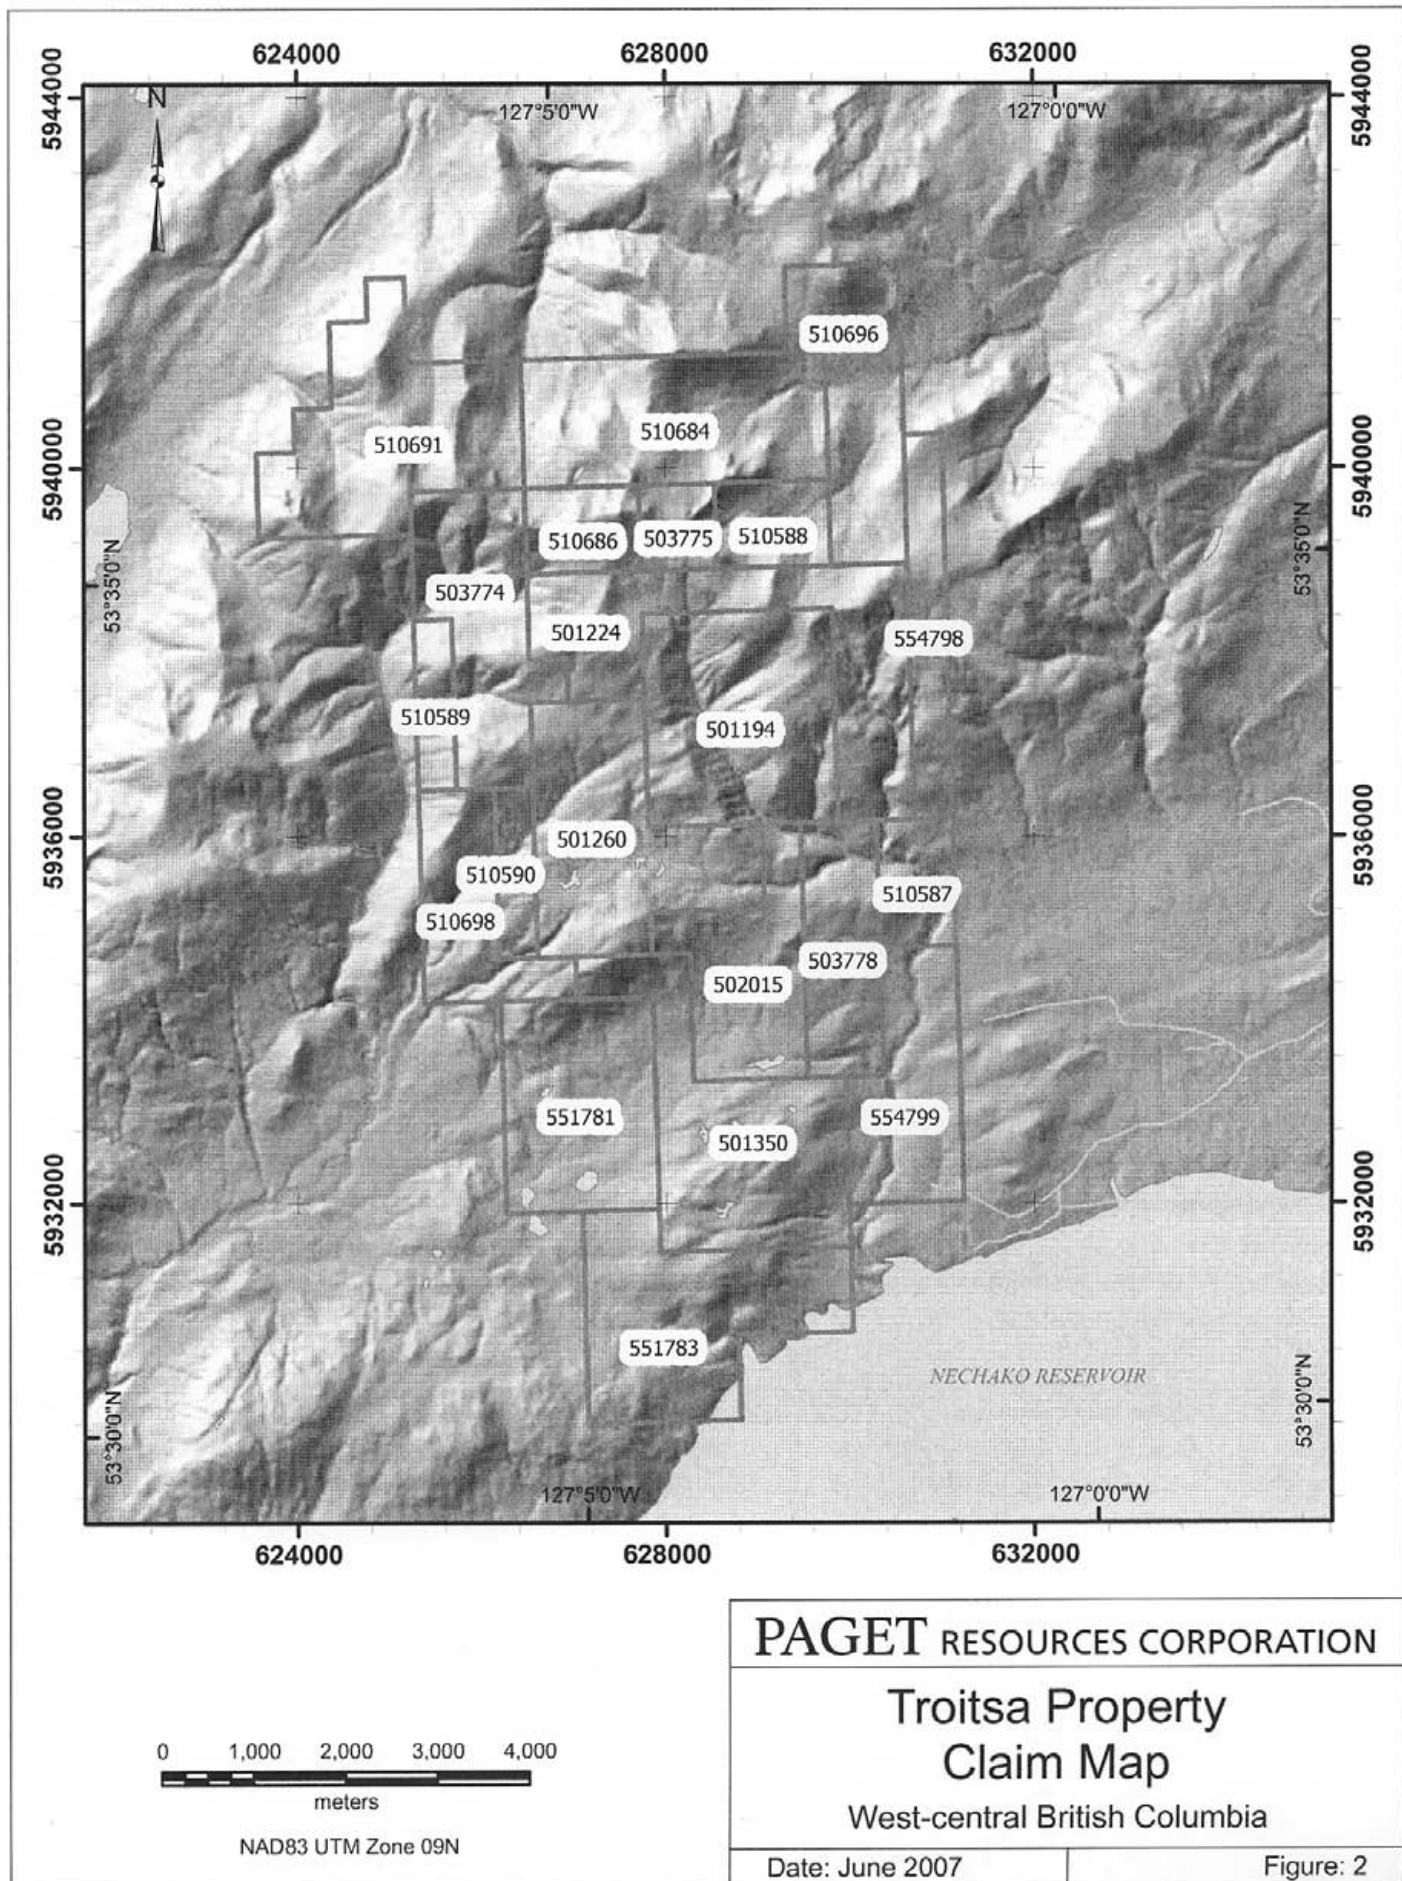 624000 628000 632000
5944000
5944000
N
127°5'0"W
127°0'0"W
510696
510691
510684
5940000
5940000
510686
503775
510588
53°35'0"N
53°35'0"N
503774
501224
554798
510589
501194
5936000
5936000
501260
510590
510587
510698
503778
502015
551781
554799
501350
5932000
5932000
551783
NECHAKO RESERVOIR
53°30'0"N
53°30'0"N
127°5'0"W
127°0'0"W
624000 628000 632000
PAGET RESOURCES CORPORATION
Troitsa Property
Claim Map
West-central British Columbia
Date: June 2007
Figure: 2
0 1,000 2,000 3,000 4,000
meters
NAD83 UTM Zone 09N